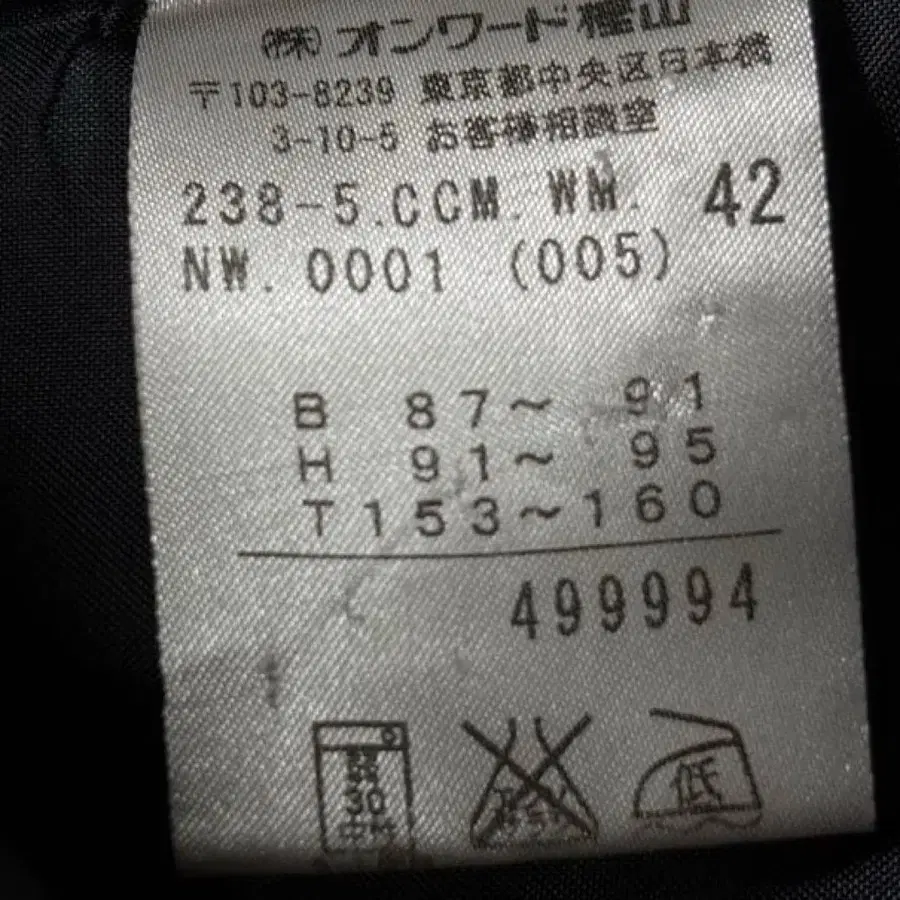 (株)オンワード樫山
〒103-8239 東京都中央区日本橋
3-10-5 お客様相談室
238-5.CCM.WM. 42
NW.0001 (005)
B 87~ 91
H 91~ 95
T153~160
499994
30
中性
低